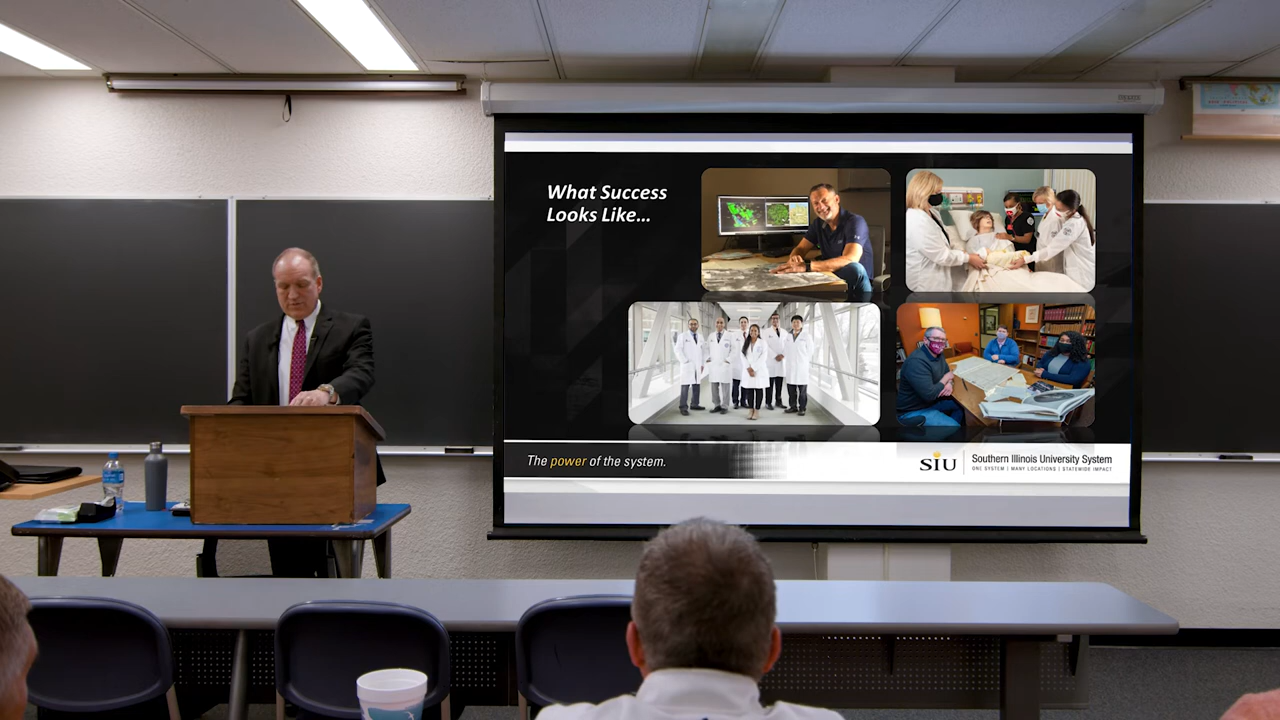 What Success
Looks Like...
The power of the system.
SIU
Southern Illinois University System
ONE SYSTEM | MANY LOCATIONS | STATEWIDE IMPACT